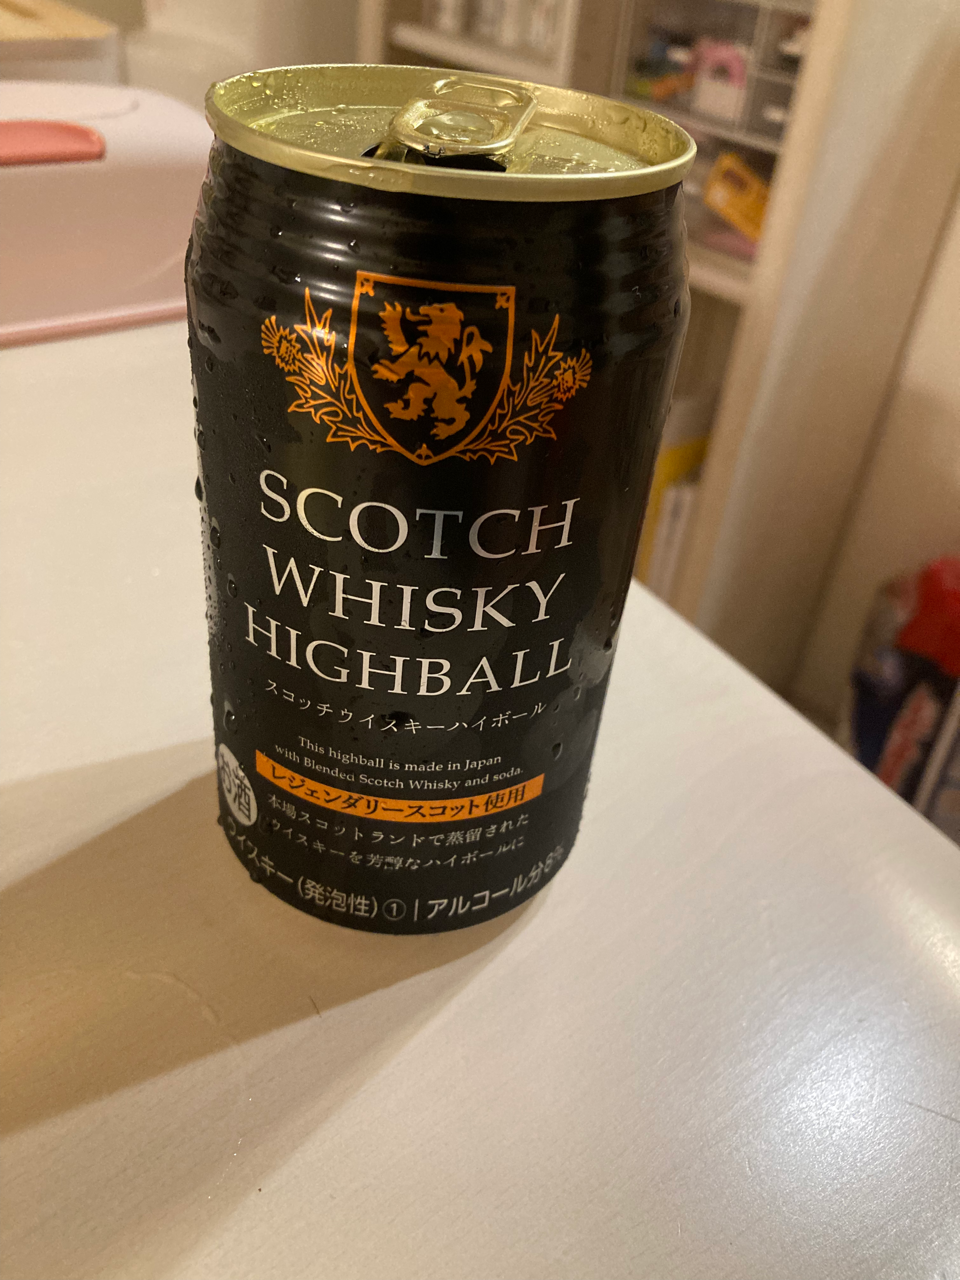 SCOTCH
WHISKY
HIGHBALL
スコッチウイスキーハイボール
This highball is made in Japan
with Blended Scotch Whisky and soda.
レジェンダリースコット使用
お酒
本場スコットランドで蒸留された
ウイスキーを芳醇なハイボールに
ウイスキー(発泡性)① | アルコール分8%